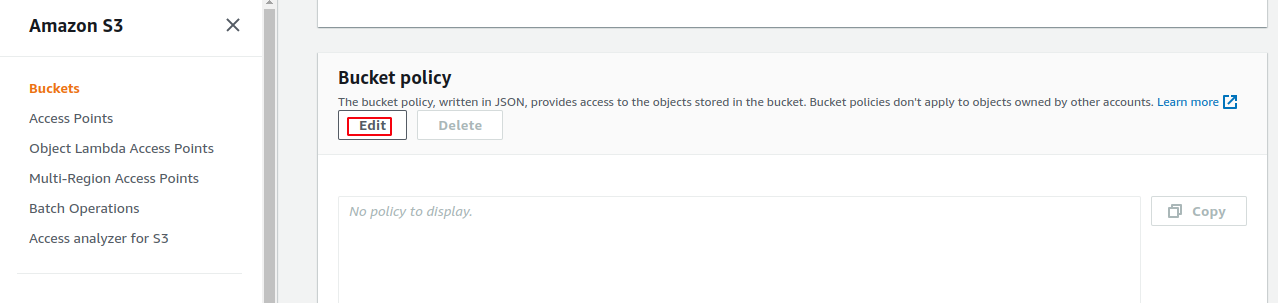 Amazon S3
Buckets
Access Points
Object Lambda Access Points
Multi-Region Access Points
Batch Operations
Access analyzer for S3
Bucket policy
The bucket policy, written in JSON, provides access to the objects stored in the bucket. Bucket policies don't apply to objects owned by other accounts. Learn more
Edit Delete
No policy to display.
Copy